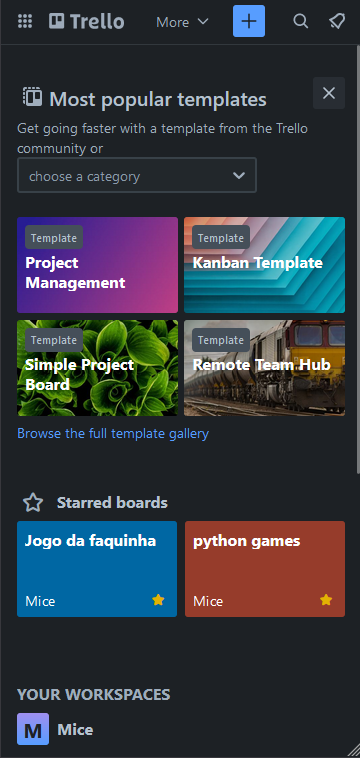 Trello
More
Most popular templates
Get going faster with a template from the Trello
community or
choose a category
Template
Project
Management
Template
Kanban Template
Template
Simple Project
Board
Template
Remote Team Hub
Browse the full template gallery
Starred boards
Jogo da faquinha
Mice
python games
Mice
YOUR WORKSPACES
M
Mice